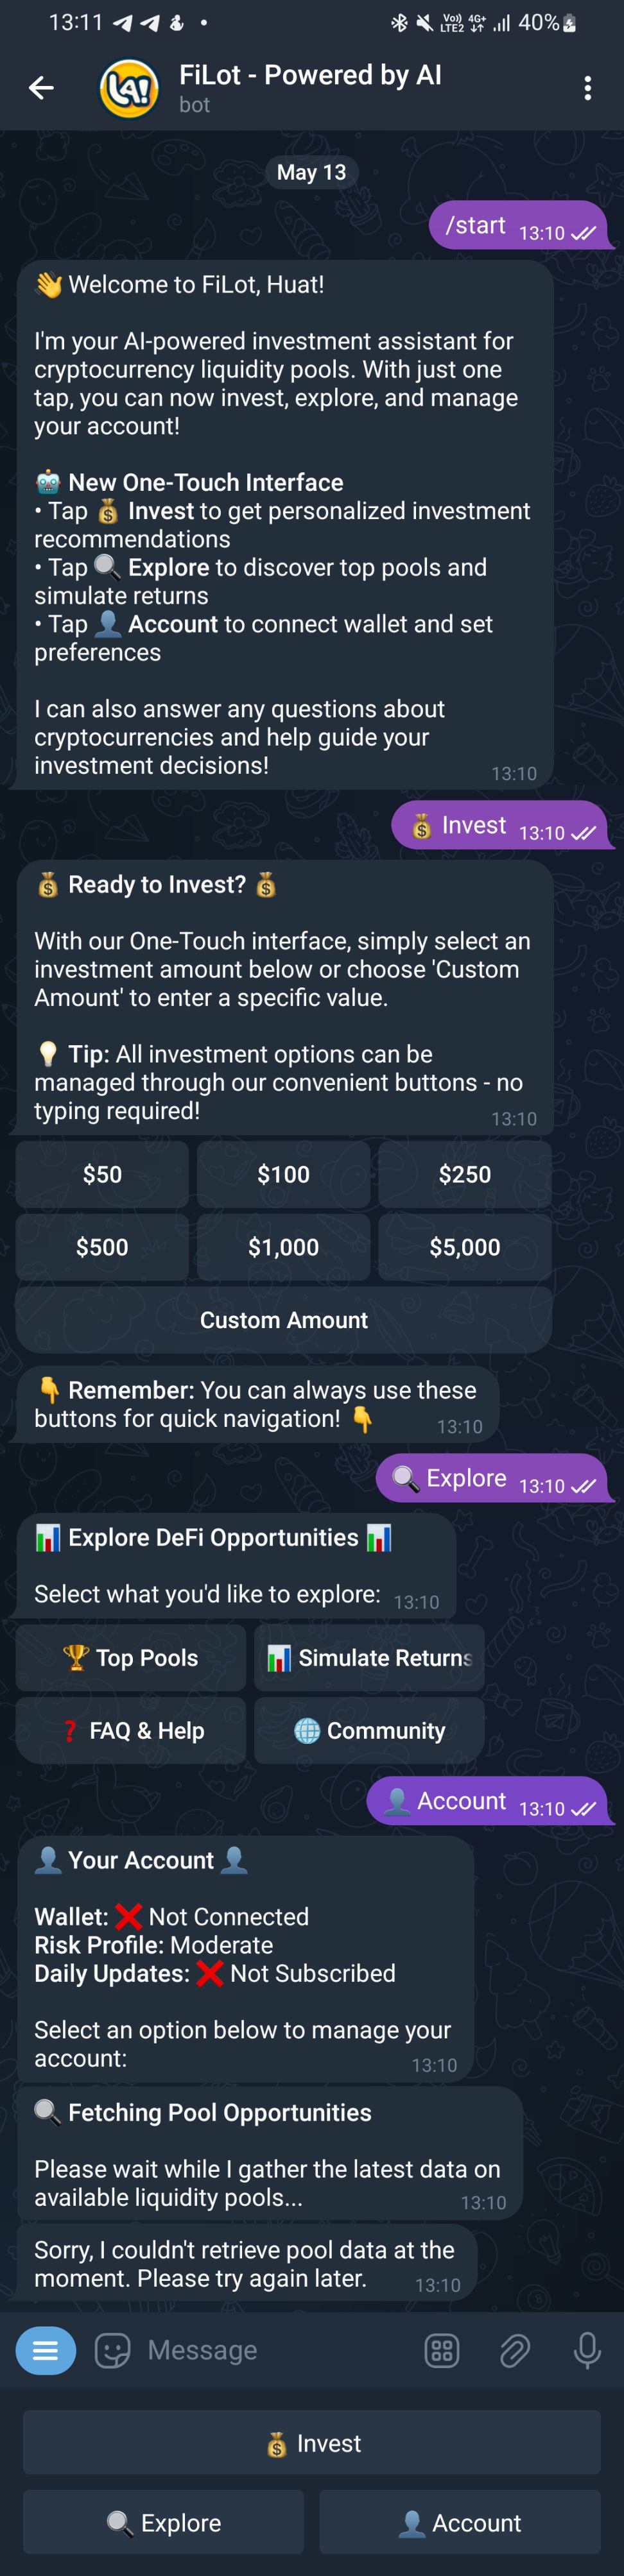 13:11
Vo)) LTE2 4G+ 40%
FiLot - Powered by AI
bot
LA!
May 13
/start 13:10
👋 Welcome to FiLot, Huat!
I'm your AI-powered investment assistant for
cryptocurrency liquidity pools. With just one
tap, you can now invest, explore, and manage
your account!
🤖 New One-Touch Interface
• Tap 💰 Invest to get personalized investment
recommendations
• Tap 🔍 Explore to discover top pools and
simulate returns
• Tap 👤 Account to connect wallet and set
preferences
I can also answer any questions about
cryptocurrencies and help guide your
investment decisions! 13:10
💰 Invest 13:10
💰 Ready to Invest? 💰
With our One-Touch interface, simply select an
investment amount below or choose 'Custom
Amount' to enter a specific value.
💡 Tip: All investment options can be
managed through our convenient buttons - no
typing required! 13:10
$50 $100 $250
$500 $1,000 $5,000
Custom Amount
👇 Remember: You can always use these
buttons for quick navigation! 👇 13:10
🔍 Explore 13:10
📊 Explore DeFi Opportunities 📊
Select what you'd like to explore: 13:10
🏆 Top Pools 📊 Simulate Returns
❓ FAQ & Help 🌐 Community
👤 Account 13:10
👤 Your Account 👤
Wallet: ❌ Not Connected
Risk Profile: Moderate
Daily Updates: ❌ Not Subscribed
Select an option below to manage your
account: 13:10
🔍 Fetching Pool Opportunities
Please wait while I gather the latest data on
available liquidity pools... 13:10
Sorry, I couldn't retrieve pool data at the
moment. Please try again later. 13:10
Message
💰 Invest
🔍 Explore 👤 Account